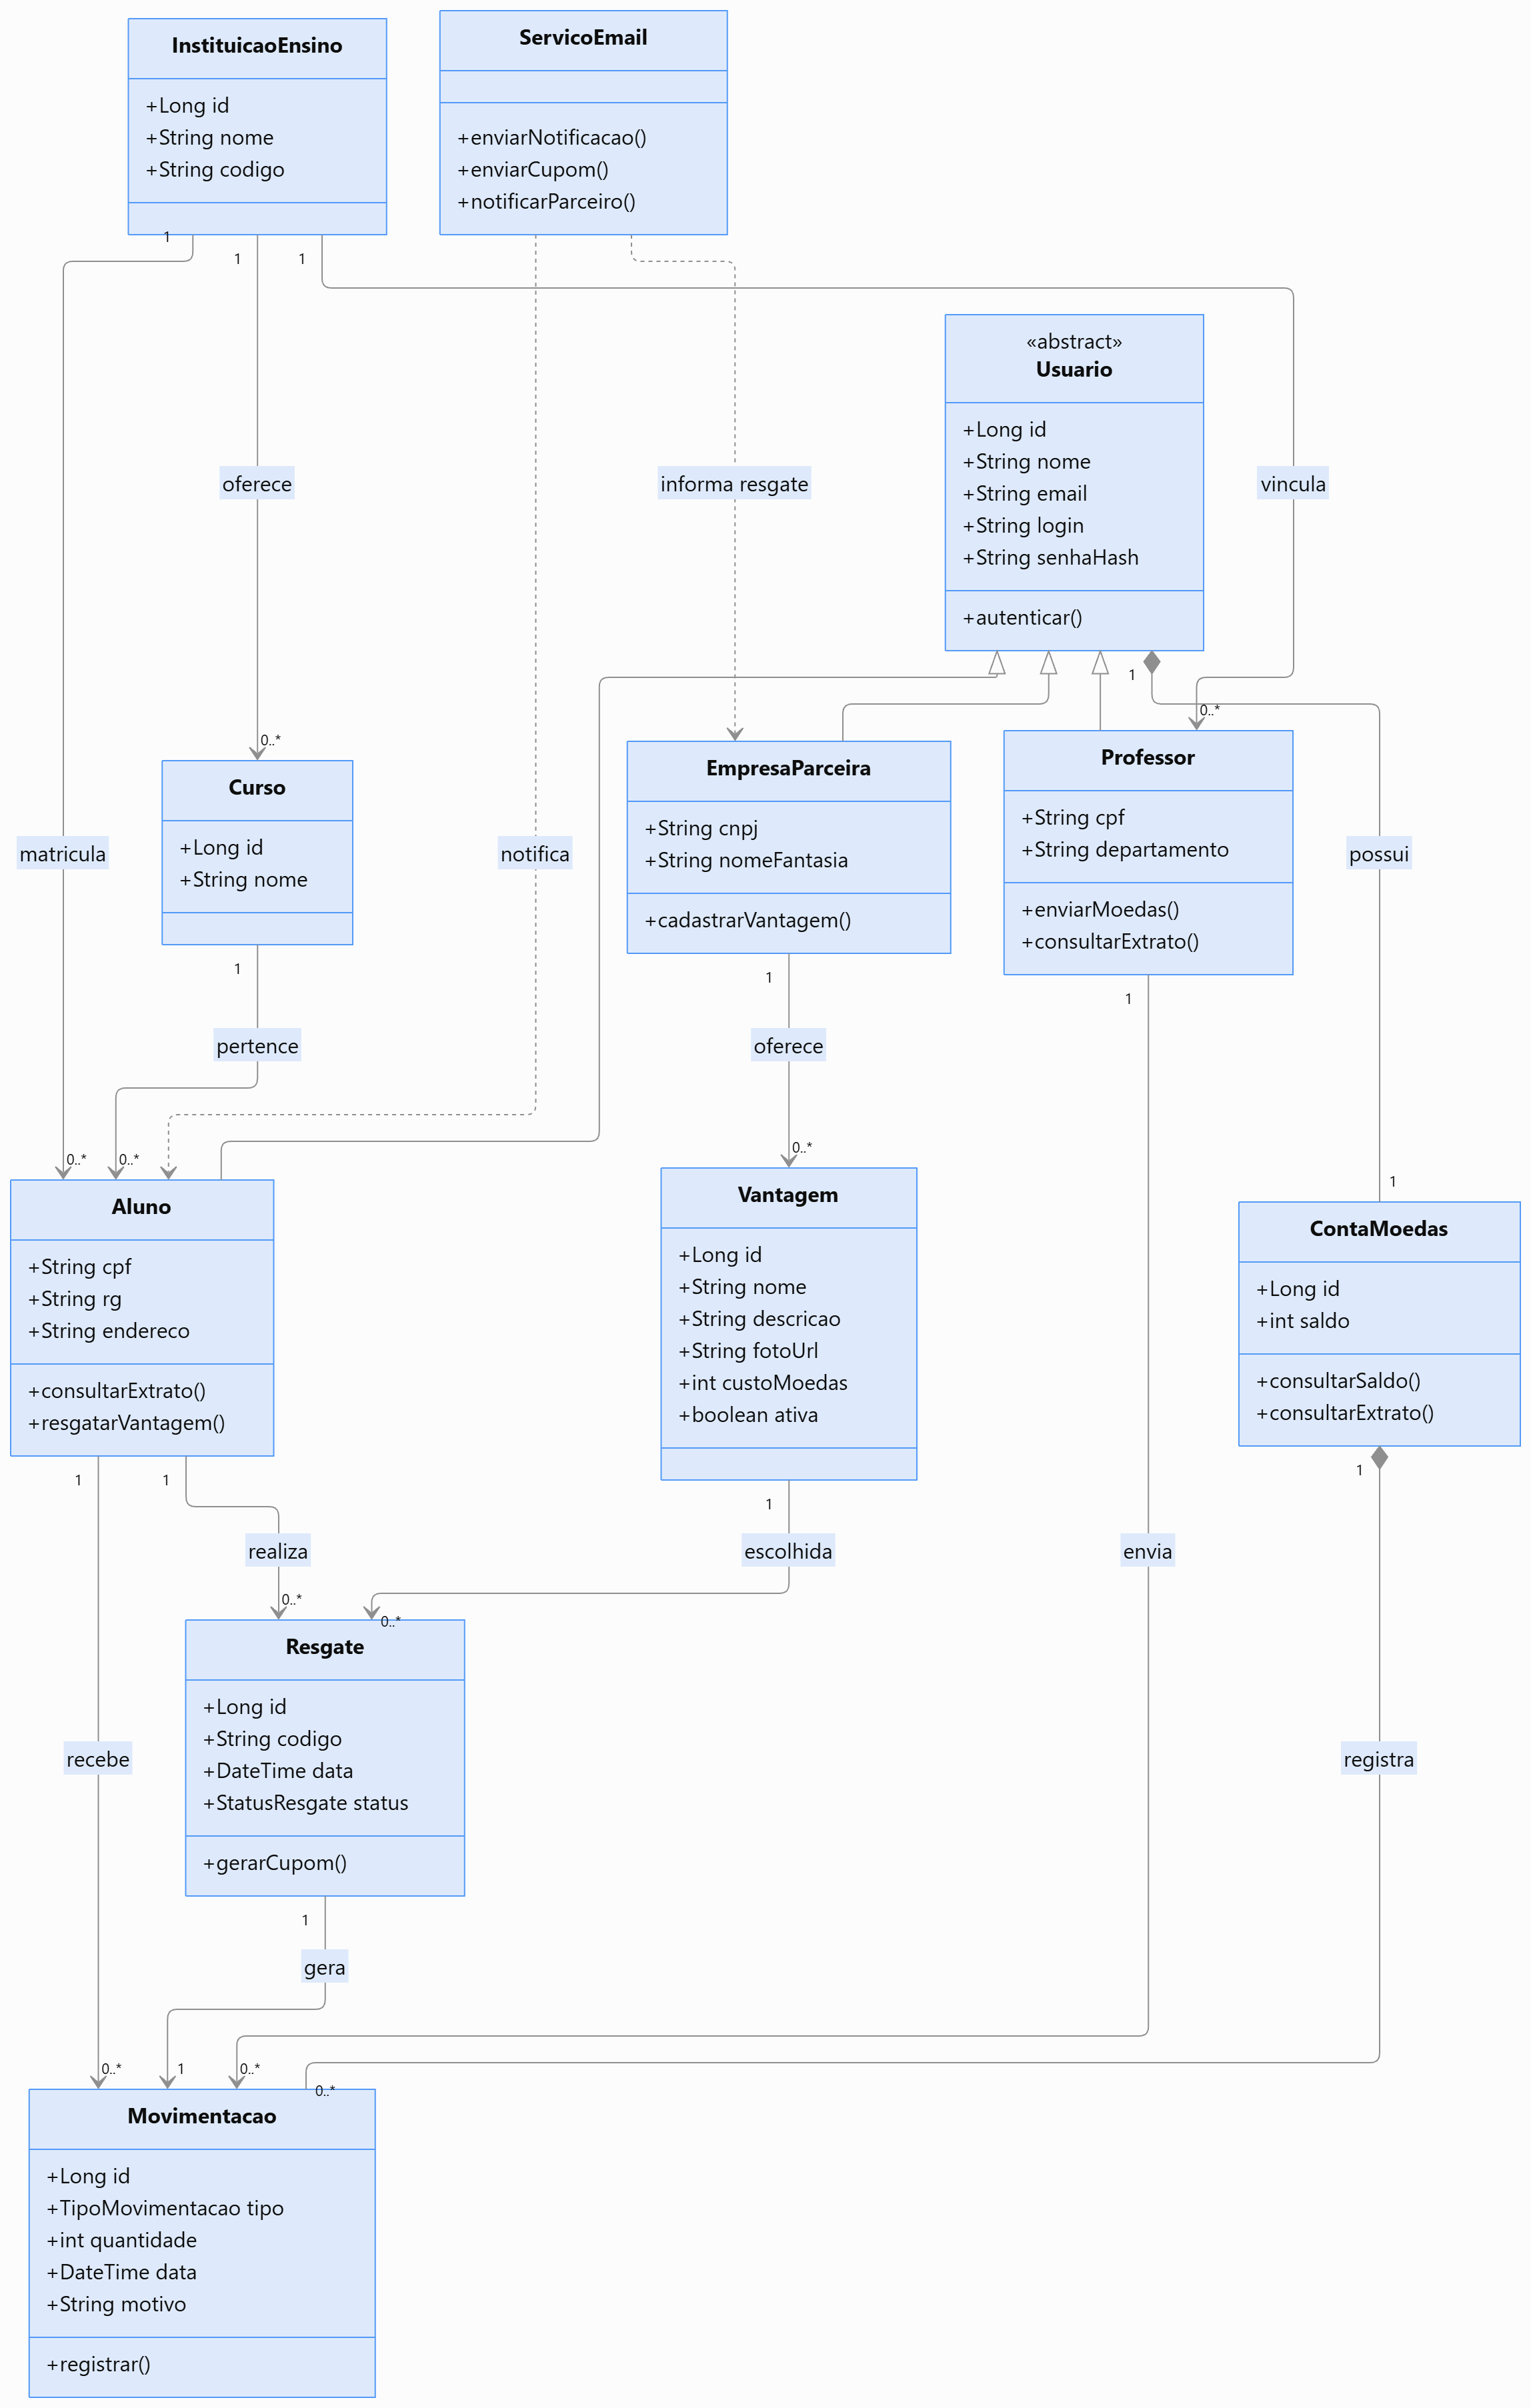 InstituicaoEnsino
+Long id
+String nome
+String codigo
ServicoEmail
+enviarNotificacao()
+enviarCupom()
+notificarParceiro()
1
1
1
«abstract»
Usuario
+Long id
+String nome
+String email
+String login
+String senhaHash
+autenticar()
oferece
informa resgate
vincula
1
0..*
0..*
Curso
+Long id
+String nome
EmpresaParceira
+String cnpj
+String nomeFantasia
+cadastrarVantagem()
Professor
+String cpf
+String departamento
+enviarMoedas()
+consultarExtrato()
matricula
notifica
possui
1
1
1
pertence
oferece
0..*
0..*
0..*
1
Aluno
+String cpf
+String rg
+String endereco
+consultarExtrato()
+resgatarVantagem()
Vantagem
+Long id
+String nome
+String descricao
+String fotoUrl
+int custoMoedas
+boolean ativa
ContaMoedas
+Long id
+int saldo
+consultarSaldo()
+consultarExtrato()
1
1
1
1
realiza
escolhida
envia
0..*
0..*
Resgate
+Long id
+String codigo
+DateTime data
+StatusResgate status
+gerarCupom()
recebe
registra
1
gera
0..*
1
0..*
0..*
Movimentacao
+Long id
+TipoMovimentacao tipo
+int quantidade
+DateTime data
+String motivo
+registrar()